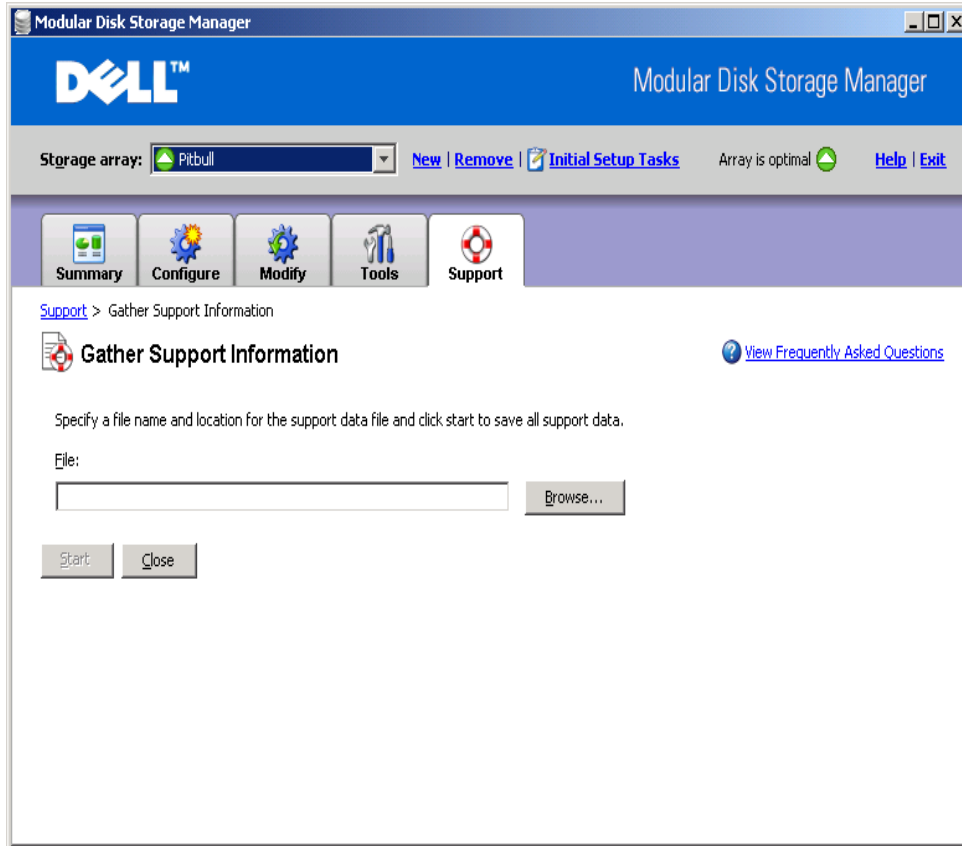 Modular Disk Storage Manager
DELL™
Modular Disk Storage Manager
Storage array: Pitbull New | Remove | Initial Setup Tasks Array is optimal Help | Exit
Summary Configure Modify Tools Support
Support > Gather Support Information
Gather Support Information View Frequently Asked Questions
Specify a file name and location for the support data file and click start to save all support data.
File:
Browse...
Start Close